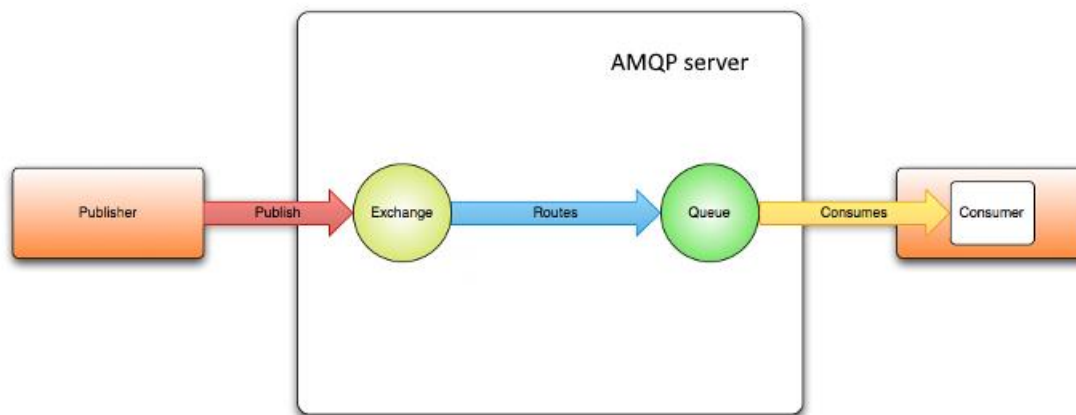 AMQP server
Publisher
Publish
Exchange
Routes
Queue
Consumes
Consumer